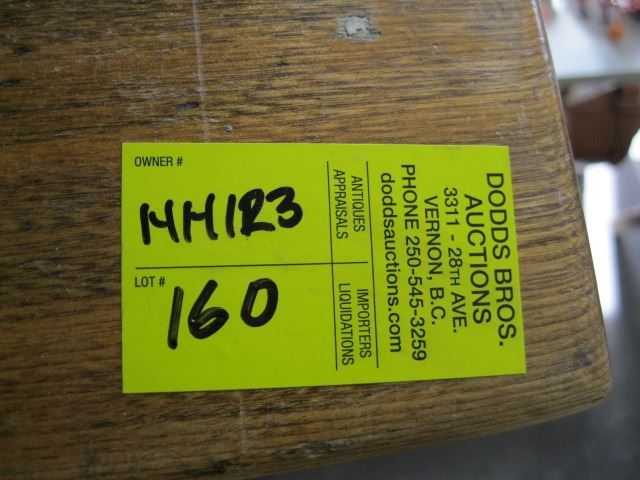 DODDS BROS.
AUCTIONS
3311 - 28TH AVE.
VERNON, B.C.
PHONE 250-545-3259
doddsauctions.com
ANTIQUES
APPRAISALS
IMPORTERS
LIQUIDATIONS
OWNER #
HH123
LOT #
160